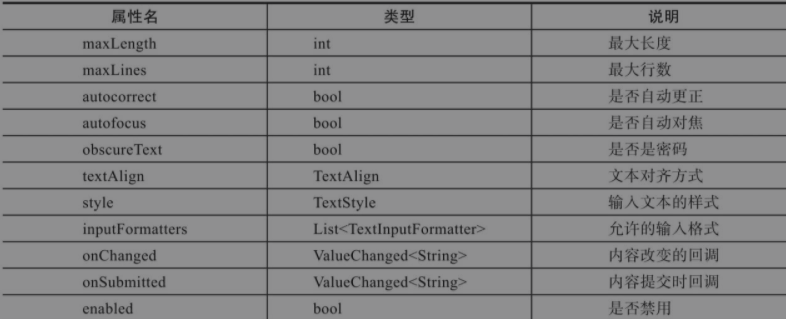 属性名 类型 说明
maxLength int 最大长度
maxLines int 最大行数
autocorrect bool 是否自动更正
autofocus bool 是否自动对焦
obscureText bool 是否是密码
textAlign TextAlign 文本对齐方式
style TextStyle 输入文本的样式
inputFormatters List<TextInputFormatter> 允许的输入格式
onChanged ValueChanged<String> 内容改变的回调
onSubmitted ValueChanged<String> 内容提交时回调
enabled bool 是否禁用